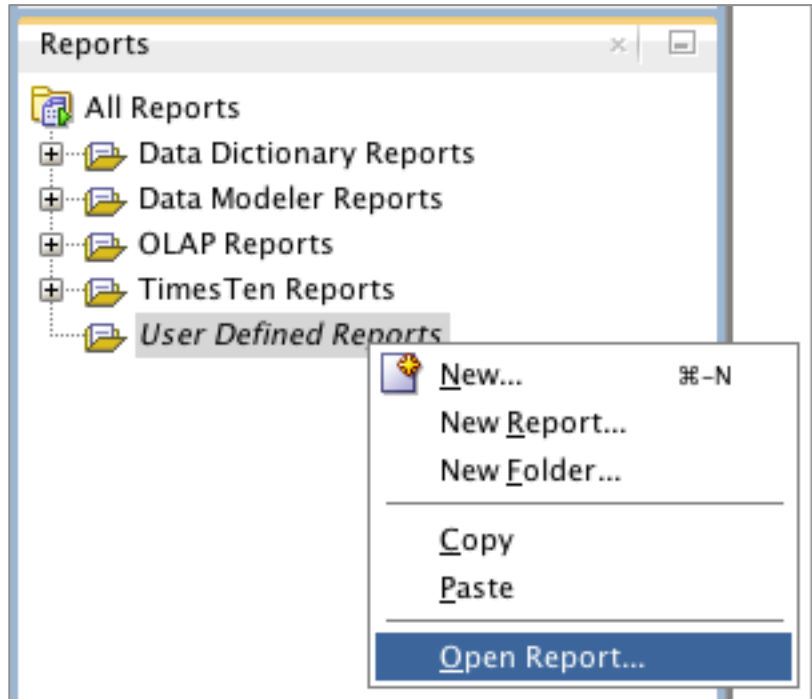 Reports
All Reports
Data Dictionary Reports
Data Modeler Reports
OLAP Reports
TimesTen Reports
User Defined Reports
New... ⌘-N
New Report...
New Folder...
Copy
Paste
Open Report...